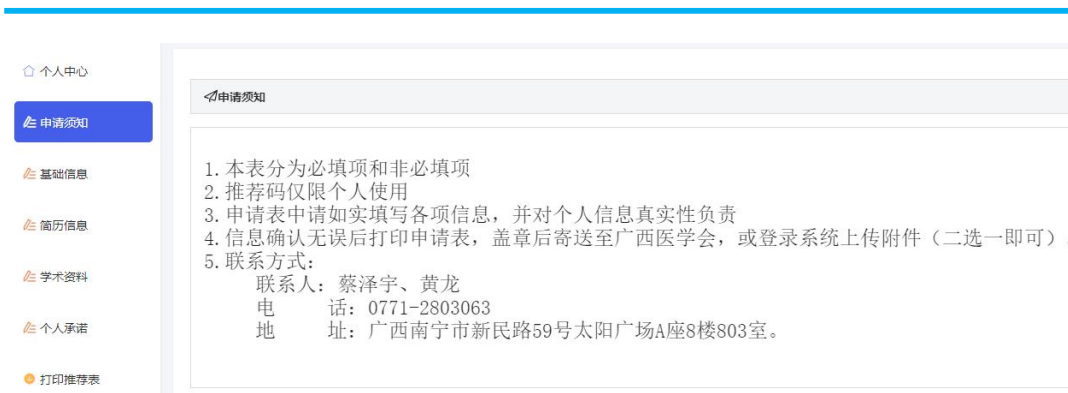 个人中心
申请须知
基础信息
简历信息
学术资料
个人承诺
打印推荐表
申请须知
1.本表分为必填项和非必填项
2.推荐码仅限个人使用
3.申请表中请如实填写各项信息，并对个人信息真实性负责
4.信息确认无误后打印申请表，盖章后寄送至广西医学会，或登录系统上传附件（二选一即可）
5.联系方式：
联系人：蔡泽宇、黄龙
电 话：0771-2803063
地 址：广西南宁市新民路59号太阳广场A座8楼803室。